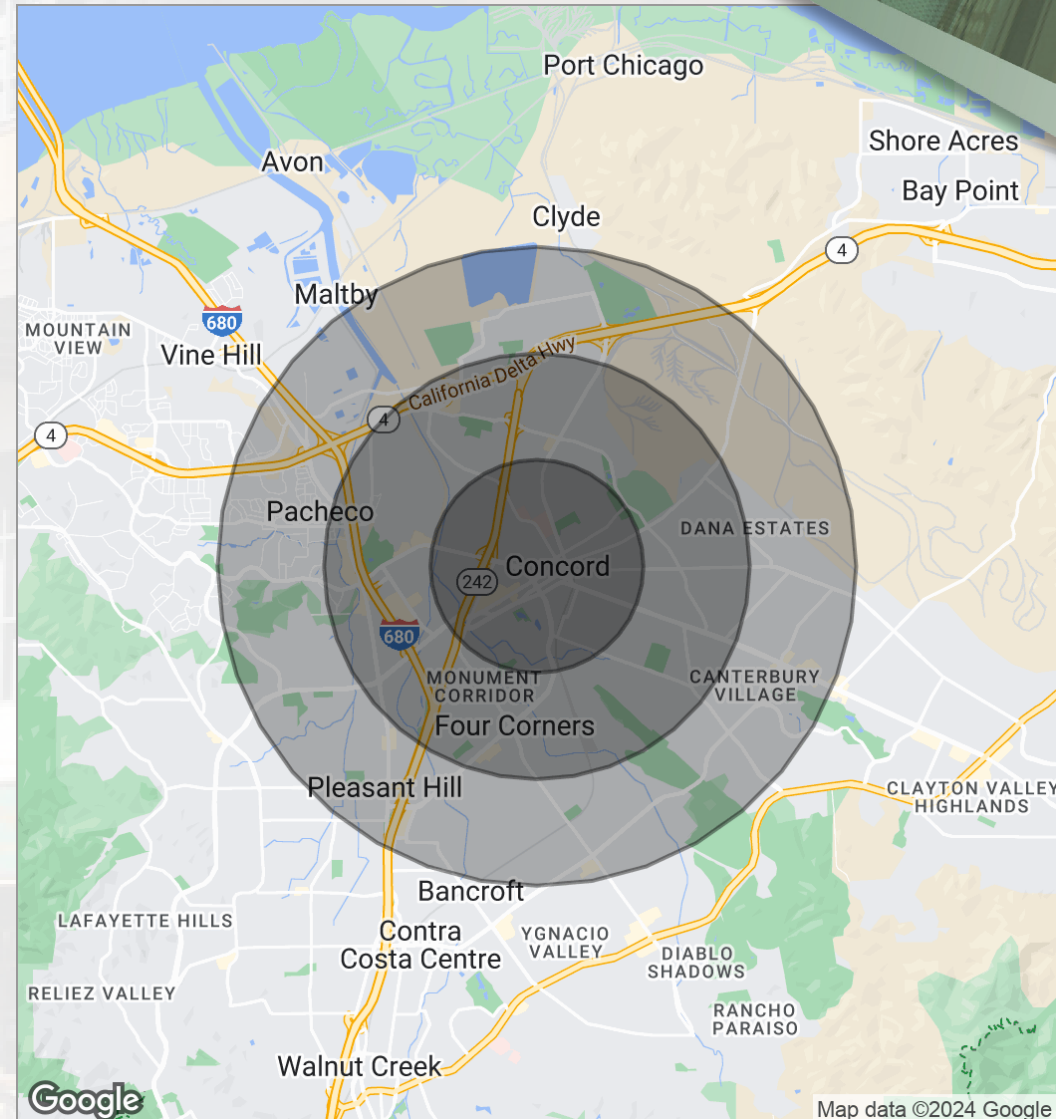 Port Chicago
Shore Acres
Avon
Bay Point
Clyde
4
Maltby
680
MOUNTAIN
VIEW
Vine Hill
California Delta Hwy
4
4
Pacheco
DANA ESTATES
Concord
242
680
MONUMENT
CORRIDOR
CANTERBURY
VILLAGE
Four Corners
Pleasant Hill
CLAYTON VALLEY
HIGHLANDS
Bancroft
LAFAYETTE HILLS
Contra
Costa Centre
YGNACIO
VALLEY
DIABLO
SHADOWS
RELIEZ VALLEY
RANCHO
PARAISO
Walnut Creek
Google
Map data ©2024 Google